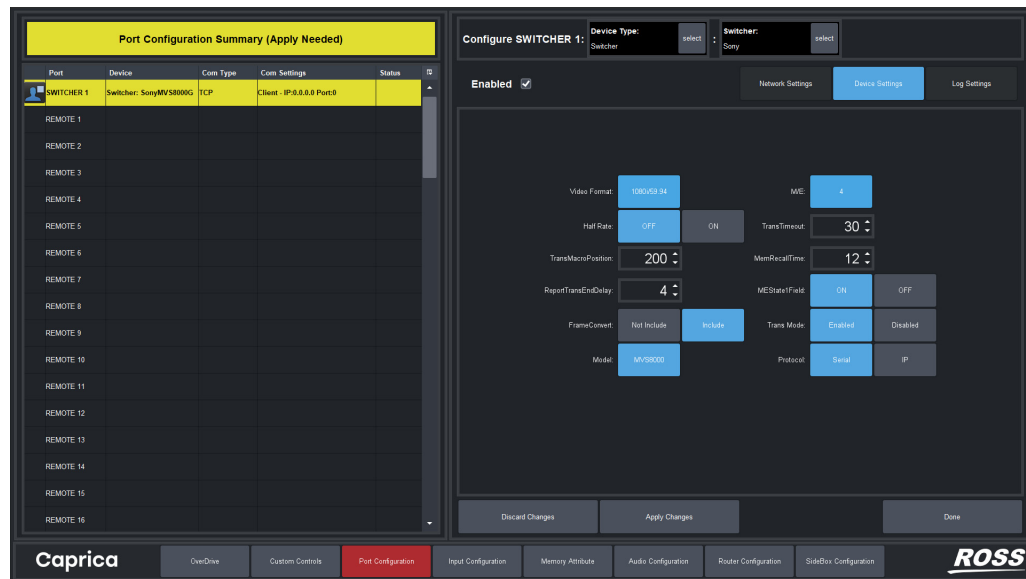 Port Configuration Summary (Apply Needed)
Port Device Com Type Com Settings Status
SWITCHER 1 Switcher: SonyMVS8000G TCP Client - IP:0.0.0.0 Port:0
REMOTE 1
REMOTE 2
REMOTE 3
REMOTE 4
REMOTE 5
REMOTE 6
REMOTE 7
REMOTE 8
REMOTE 9
REMOTE 10
REMOTE 11
REMOTE 12
REMOTE 13
REMOTE 14
REMOTE 15
REMOTE 16
Configure SWITCHER 1: Device Type: Switcher select : Switcher: Sony select
Enabled Network Settings Device Settings Log Settings
Video Format: 1080i/59.94 M/E: 4
Half Rate: OFF ON TransTimeout: 30
TransMacroPosition: 200 MemRecallTime: 12
ReportTransEndDelay: 4 MEState1Field: ON OFF
FrameConvert: Not Include Include Trans Mode: Enabled Disabled
Model: MVS8000 Protocol: Serial IP
Discard Changes Apply Changes Done
Caprica OverDrive Custom Controls Port Configuration Input Configuration Memory Attribute Audio Configuration Router Configuration SideBox Configuration ROSS